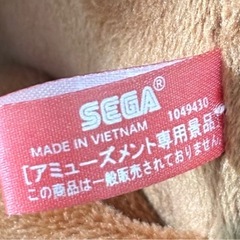 SEGA®
1049430
MADE IN VIETNAM
[アミューズメント専用景品]
この商品は一般販売されておりません。